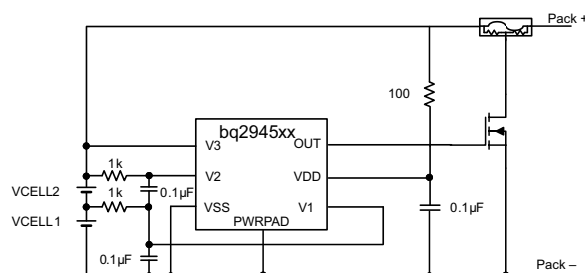 Pack +
100
bq2945xx
V3
OUT
1k
V2
VDD
VCELL2
1k
0.1µF
VSS
V1
0.1µF
VCELL1
PWRPAD
0.1µF
Pack –